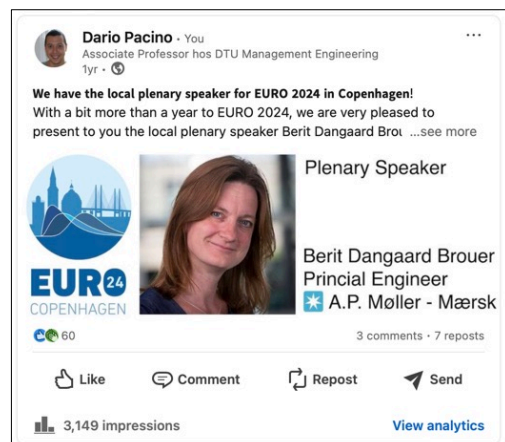 Dario Pacino • You
Associate Professor hos DTU Management Engineering
1yr •
We have the local plenary speaker for EURO 2024 in Copenhagen!
With a bit more than a year to EURO 2024, we are very pleased to
present to you the local plenary speaker Berit Dangaard Brou ...see more
Plenary Speaker
Berit Dangaard Brouer
Princial Engineer
A.P. Møller - Mærsk
EURO 24
COPENHAGEN
60
3 comments • 7 reposts
Like
Comment
Repost
Send
3,149 impressions
View analytics